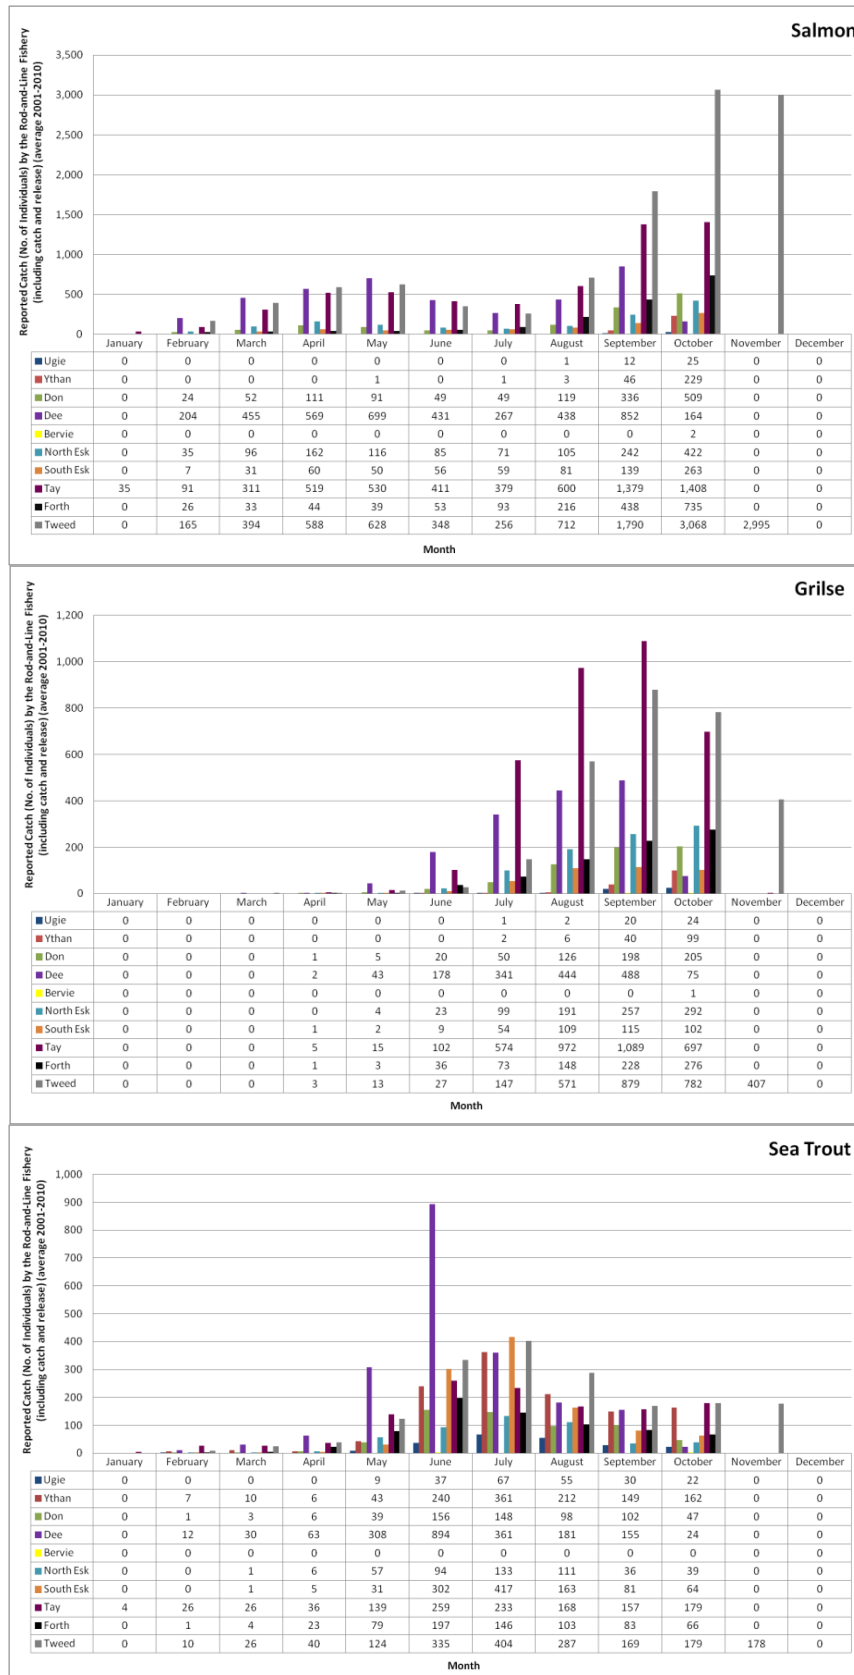 Salmon
Reported Catch (No. of Individuals) by the Rod-and-Line Fishery
(including catch and release) (average 2001-2010)
3,500
3,000
2,500
2,000
1,500
1,000
500
0
January February March April May June July August September October November December
Ugie 0 0 0 0 0 0 0 1 12 25 0 0
Ythan 0 0 0 0 1 0 1 3 46 229 0 0
Don 0 24 52 111 91 49 49 119 336 509 0 0
Dee 0 204 455 569 699 431 267 438 852 164 0 0
Bervie 0 0 0 0 0 0 0 0 0 2 0 0
North Esk 0 35 96 162 116 85 71 105 242 422 0 0
South Esk 0 7 31 60 50 56 59 81 139 263 0 0
Tay 35 91 311 519 530 411 379 600 1,379 1,408 0 0
Forth 0 26 33 44 39 53 93 216 438 735 0 0
Tweed 0 165 394 588 628 348 256 712 1,790 3,068 2,995 0
Month
Grilse
Reported Catch (No. of Individuals) by the Rod-and-Line Fishery
(including catch and release) (average 2001-2010)
1,200
1,000
800
600
400
200
0
January February March April May June July August September October November December
Ugie 0 0 0 0 0 0 1 2 20 24 0 0
Ythan 0 0 0 0 0 0 2 6 40 99 0 0
Don 0 0 0 1 5 20 50 126 198 205 0 0
Dee 0 0 0 2 43 178 341 444 488 75 0 0
Bervie 0 0 0 0 0 0 0 0 0 1 0 0
North Esk 0 0 0 0 4 23 99 191 257 292 0 0
South Esk 0 0 0 1 2 9 54 109 115 102 0 0
Tay 0 0 0 5 15 102 574 972 1,089 697 0 0
Forth 0 0 0 1 3 36 73 148 228 276 0 0
Tweed 0 0 0 3 13 27 147 571 879 782 407 0
Month
Sea Trout
Reported Catch (No. of Individuals) by the Rod-and-Line Fishery
(including catch and release) (average 2001-2010)
1,000
900
800
700
600
500
400
300
200
100
0
January February March April May June July August September October November December
Ugie 0 0 0 0 9 37 67 55 30 22 0 0
Ythan 0 7 10 6 43 240 361 212 149 162 0 0
Don 0 1 3 6 39 156 148 98 102 47 0 0
Dee 0 12 30 63 308 894 361 181 155 24 0 0
Bervie 0 0 0 0 0 0 0 0 0 0 0 0
North Esk 0 0 1 6 57 94 133 111 36 39 0 0
South Esk 0 0 1 5 31 302 417 163 81 64 0 0
Tay 4 26 26 36 139 259 233 168 157 179 0 0
Forth 0 1 4 23 79 197 146 103 83 66 0 0
Tweed 0 10 26 40 124 335 404 287 169 179 178 0
Month